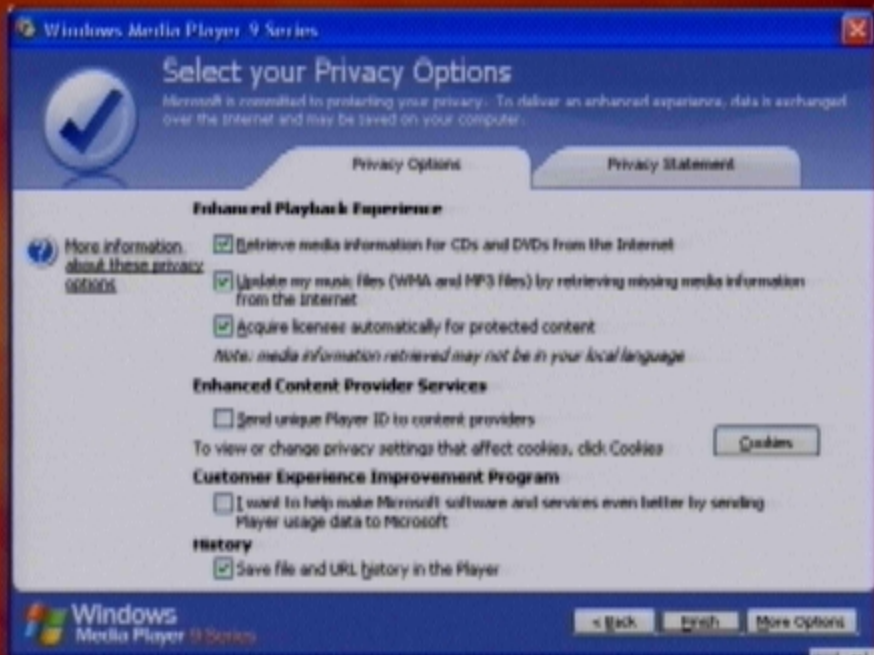 Windows Media Player 9 Series
Select your Privacy Options
Microsoft is committed to protecting your privacy. To deliver an enhanced experience, data is exchanged
over the Internet and may be saved on your computer.
Privacy Options
Privacy Statement
Enhanced Playback Experience
More information
about these privacy
options
Retrieve media information for CDs and DVDs from the Internet
Update my music files (WMA and MP3 files) by retrieving missing media information
from the Internet
Acquire licenses automatically for protected content
Note: media information retrieved may not be in your local language
Enhanced Content Provider Services
Send unique Player ID to content providers
To view or change privacy settings that affect cookies, click Cookies
Cookies
Customer Experience Improvement Program
I want to help make Microsoft software and services even better by sending
Player usage data to Microsoft
History
Save file and URL history in the Player
Windows
Media Player 9 Series
< Back
Finish
More Options